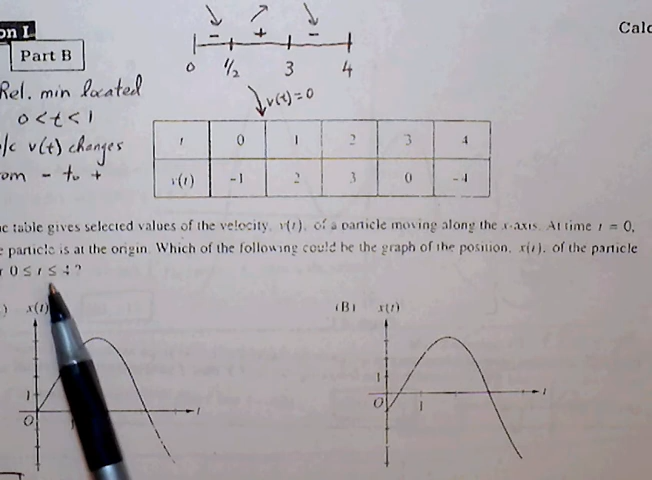 on I
Calc
Part B
- + -
0 1/2 3 4
v(t)=0
Rel. min located
0<t<1
b/c v(t) changes
from - to +
t 0 1 2 3 4
v(t) -1 2 3 0 -4
he table gives selected values of the velocity, v(t), of a particle moving along the x-axis. At time t = 0,
e particle is at the origin. Which of the following could be the graph of the position, x(t), of the particle
r 0 ≤ t ≤ 4?
) x(t)
(B) x(t)
1
1
O t
O 1 t